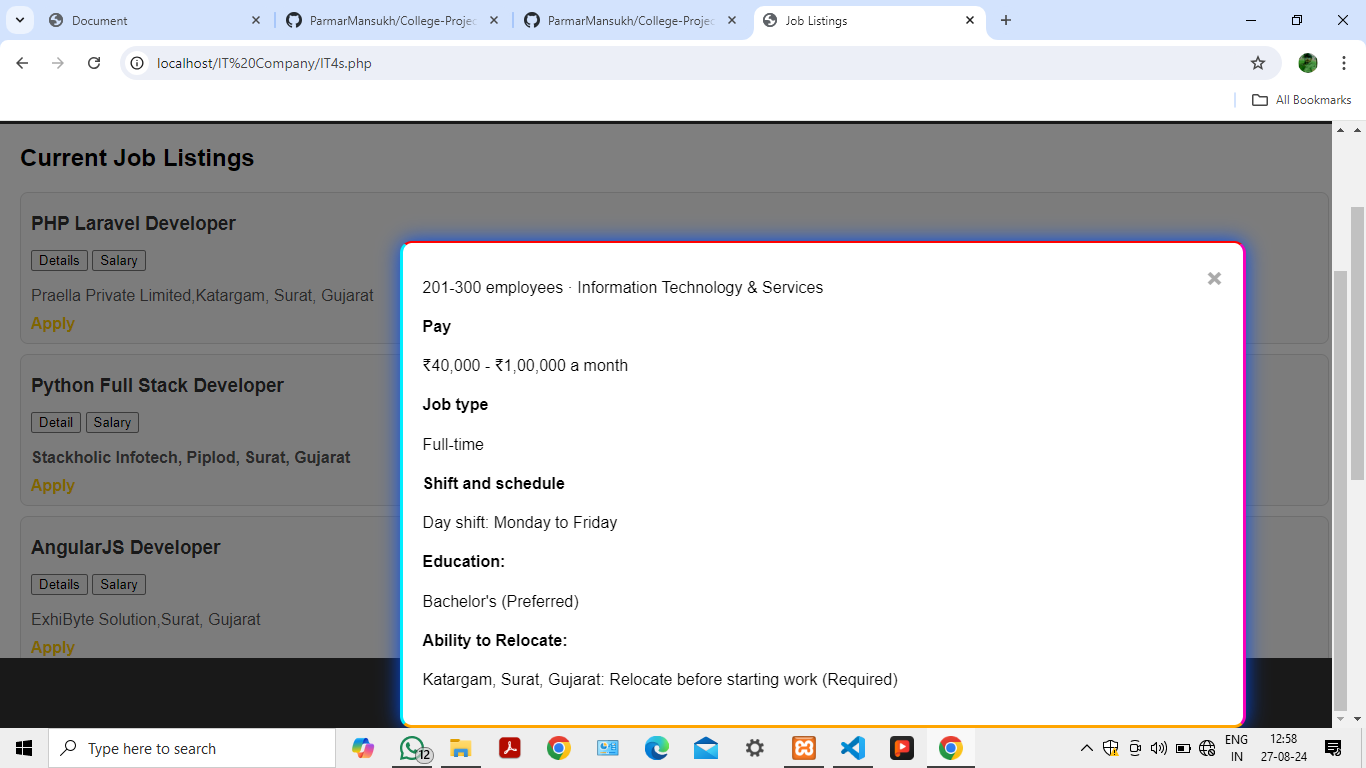 Document
ParmarMansukh/College-Projec
ParmarMansukh/College-Projec
Job Listings
localhost/IT%20Company/IT4s.php
All Bookmarks
Current Job Listings
PHP Laravel Developer
Details Salary
Praella Private Limited,Katargam, Surat, Gujarat
Apply
Python Full Stack Developer
Detail Salary
Stackholic Infotech, Piplod, Surat, Gujarat
Apply
AngularJS Developer
Details Salary
ExhiByte Solution,Surat, Gujarat
Apply
201-300 employees · Information Technology & Services
Pay
₹40,000 - ₹1,00,000 a month
Job type
Full-time
Shift and schedule
Day shift: Monday to Friday
Education:
Bachelor's (Preferred)
Ability to Relocate:
Katargam, Surat, Gujarat: Relocate before starting work (Required)
Type here to search
12
ENG
IN
12:58
27-08-24